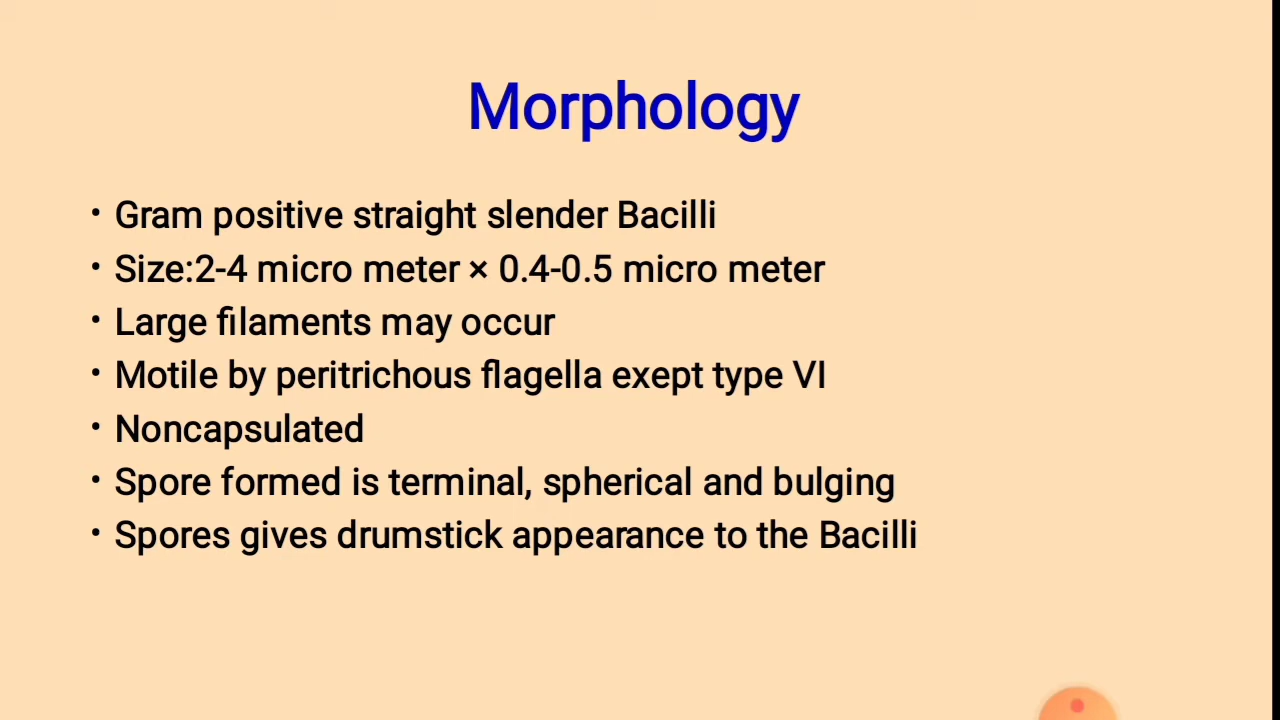 Morphology
• Gram positive straight slender Bacilli
• Size:2-4 micro meter × 0.4-0.5 micro meter
• Large filaments may occur
• Motile by peritrichous flagella exept type VI
• Noncapsulated
• Spore formed is terminal, spherical and bulging
• Spores gives drumstick appearance to the Bacilli